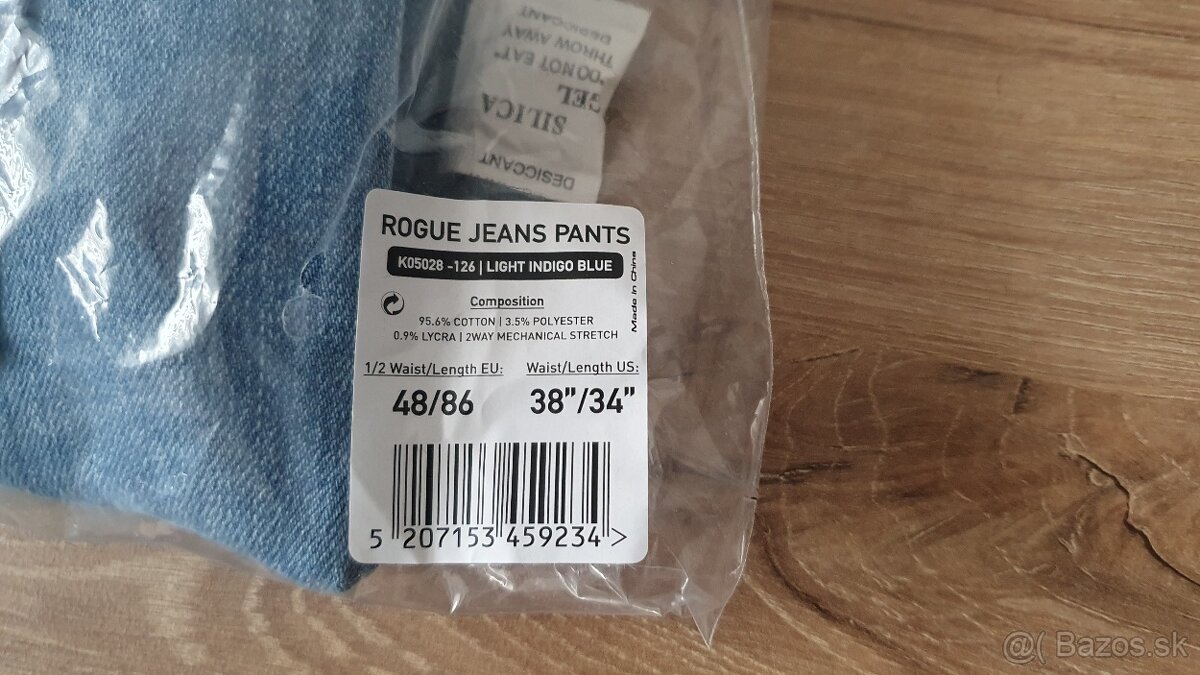 DESICCANT
THROW AWAY
"DO NOT EAT"
GEL
SILICA
DESICCANT
ROGUE JEANS PANTS
K05028 -126 | LIGHT INDIGO BLUE
Made in China
Composition
95.6% COTTON | 3.5% POLYESTER
0.9% LYCRA | 2WAY MECHANICAL STRETCH
1/2 Waist/Length EU: Waist/Length US:
48/86 38”/34”
5 207153 459234 >
Bazos.sk